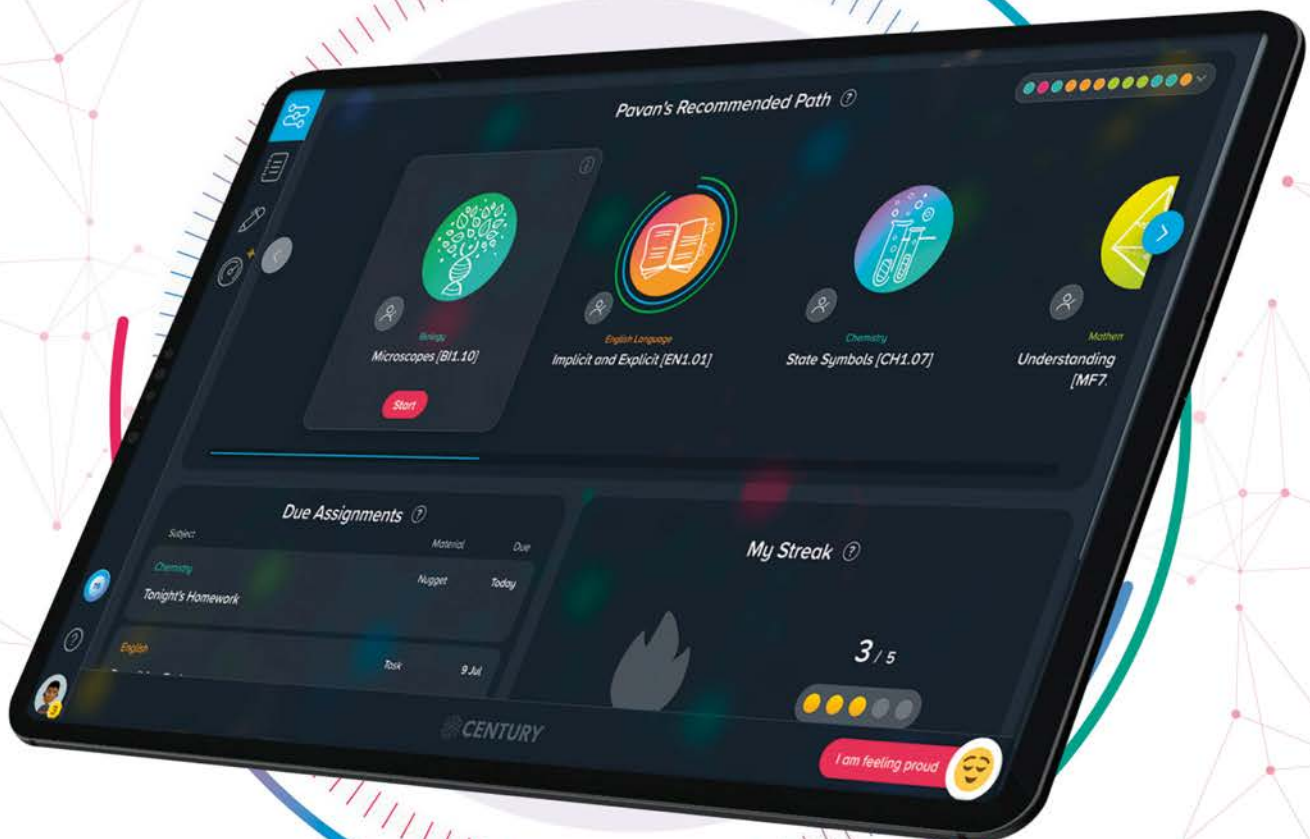 Pavan's Recommended Path ?
Biology
Microscopes [BI1.10]
Start
English Language
Implicit and Explicit [EN1.01]
Chemistry
State Symbols [CH1.07]
Mathem
Understanding
[MF7.
Due Assignments ?
Subject Material Due
Chemistry Nugget Today
Tonight's Homework
English Task 9 Jul
My Streak ?
3 / 5
?
3
CENTURY
I am feeling proud